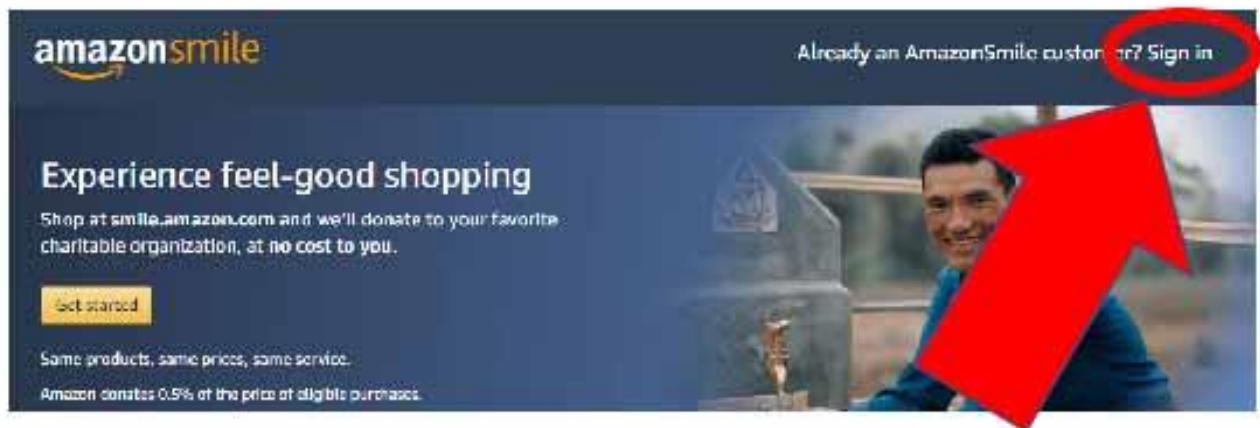 amazonsmile
Already an AmazonSmile customer? Sign in
Experience feel-good shopping
Shop at smile.amazon.com and we'll donate to your favorite
charitable organization, at no cost to you.
Get started
Same products, same prices, same service.
Amazon donates 0.5% of the price of eligible purchases.